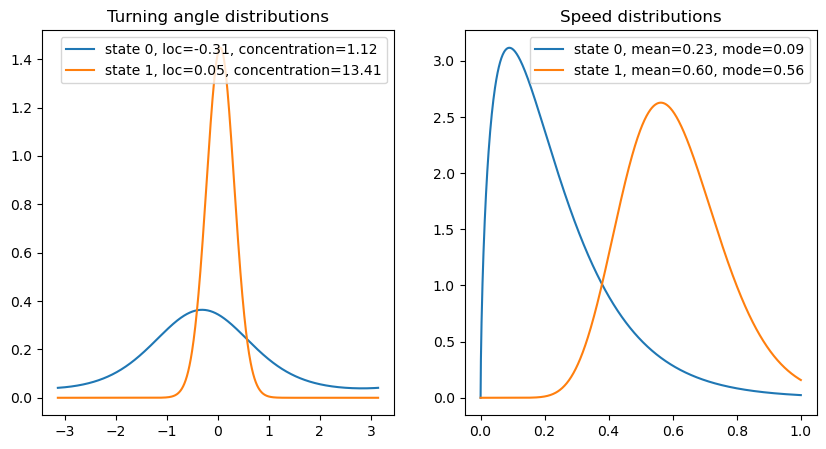 Turning angle distributions
state 0, loc=-0.31, concentration=1.12
state 1, loc=0.05, concentration=13.41
1.4
1.2
1.0
0.8
0.6
0.4
0.2
0.0
−3 −2 −1 0 1 2 3
Speed distributions
state 0, mean=0.23, mode=0.09
state 1, mean=0.60, mode=0.56
3.0
2.5
2.0
1.5
1.0
0.5
0.0
0.0 0.2 0.4 0.6 0.8 1.0